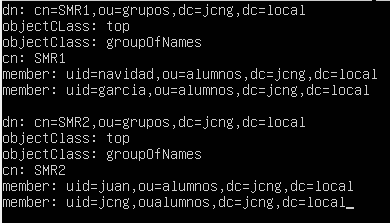 dn: cn=SMR1,ou=grupos,dc=jcng,dc=local
objectCLass: top
objectClass: groupOfNames
cn: SMR1
member: uid=navidad,ou=alumnos,dc=jcng,dc=local
member: uid=garcia,ou=alumnos,dc=jcng,dc=local
dn: cn=SMR2,ou=grupos,dc=jcng,dc=local
objectClass: top
objectClass: groupOfNames
cn: SMR2
member: uid=juan,ou=alumnos,dc=jcng,dc=local
member: uid=jcng,oualumnos,dc=jcng,dc=local_